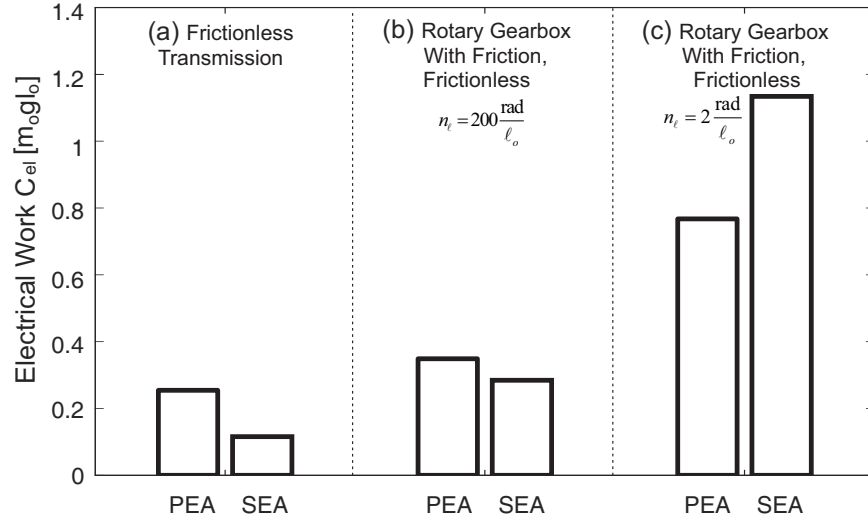 Electrical Work C_el [m_o g l_o]
1.4
1.2
1
0.8
0.6
0.4
0.2
0
(a) Frictionless
Transmission
(b) Rotary Gearbox
With Friction,
Frictionless
n_ℓ = 200 rad/ℓ_o
(c) Rotary Gearbox
With Friction,
Frictionless
n_ℓ = 2 rad/ℓ_o
PEA SEA PEA SEA PEA SEA